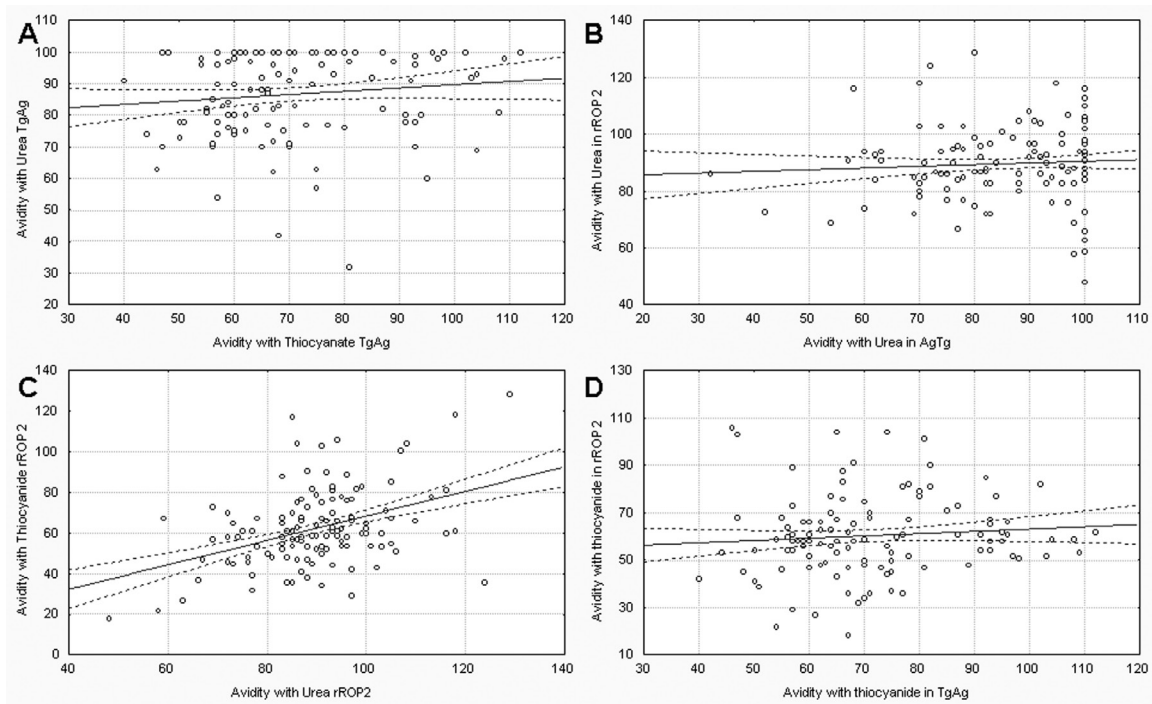 A
110
100
90
80
70
60
50
40
30
20
Avidity with Urea TgAg
30 40 50 60 70 80 90 100 110 120
Avidity with Thiocyanate TgAg
B
140
120
100
80
60
40
Avidity with Urea in rROP2
20 30 40 50 60 70 80 90 100 110
Avidity with Urea in AgTg
C
140
120
100
80
60
40
20
0
Avidity with Thiocyanide rROP2
40 60 80 100 120 140
Avidity with Urea rROP2
D
130
110
90
70
50
30
10
Avidity with thiocyanide in rROP2
30 40 50 60 70 80 90 100 110 120
Avidity with thiocyanide in TgAg